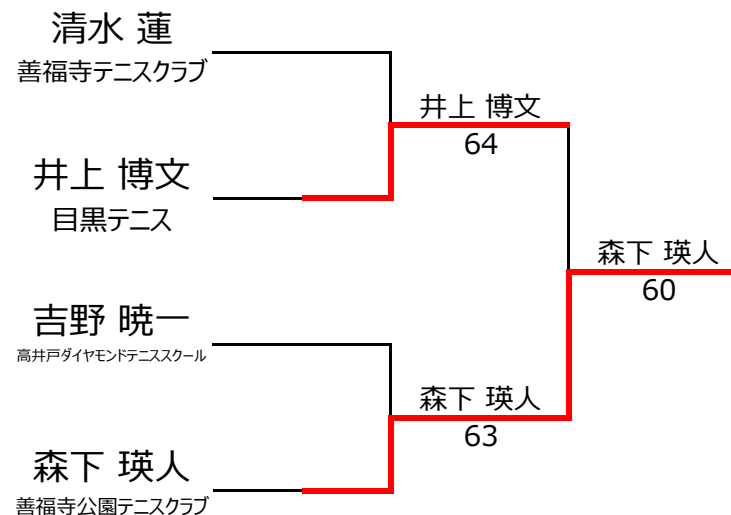 清水 蓮
善福寺テニスクラブ
井上 博文
64
井上 博文
目黒テニス
森下 瑛人
60
吉野 暁一
高井戸ダイヤモンドテニススクール
森下 瑛人
63
森下 瑛人
善福寺公園テニスクラブ